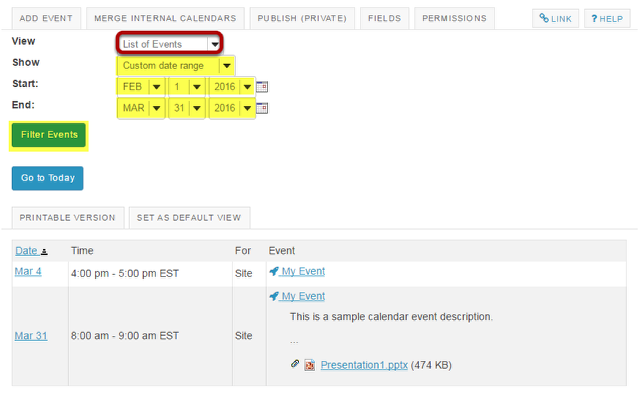 ADD EVENT MERGE INTERNAL CALENDARS PUBLISH (PRIVATE) FIELDS PERMISSIONS LINK ? HELP
View List of Events
Show Custom date range
Start: FEB 1 2016
End: MAR 31 2016
Filter Events
Go to Today
PRINTABLE VERSION SET AS DEFAULT VIEW
Date Time For Event
Mar 4 4:00 pm - 5:00 pm EST Site My Event
My Event
This is a sample calendar event description.
Mar 31 8:00 am - 9:00 am EST Site
...
Presentation1.pptx (474 KB)